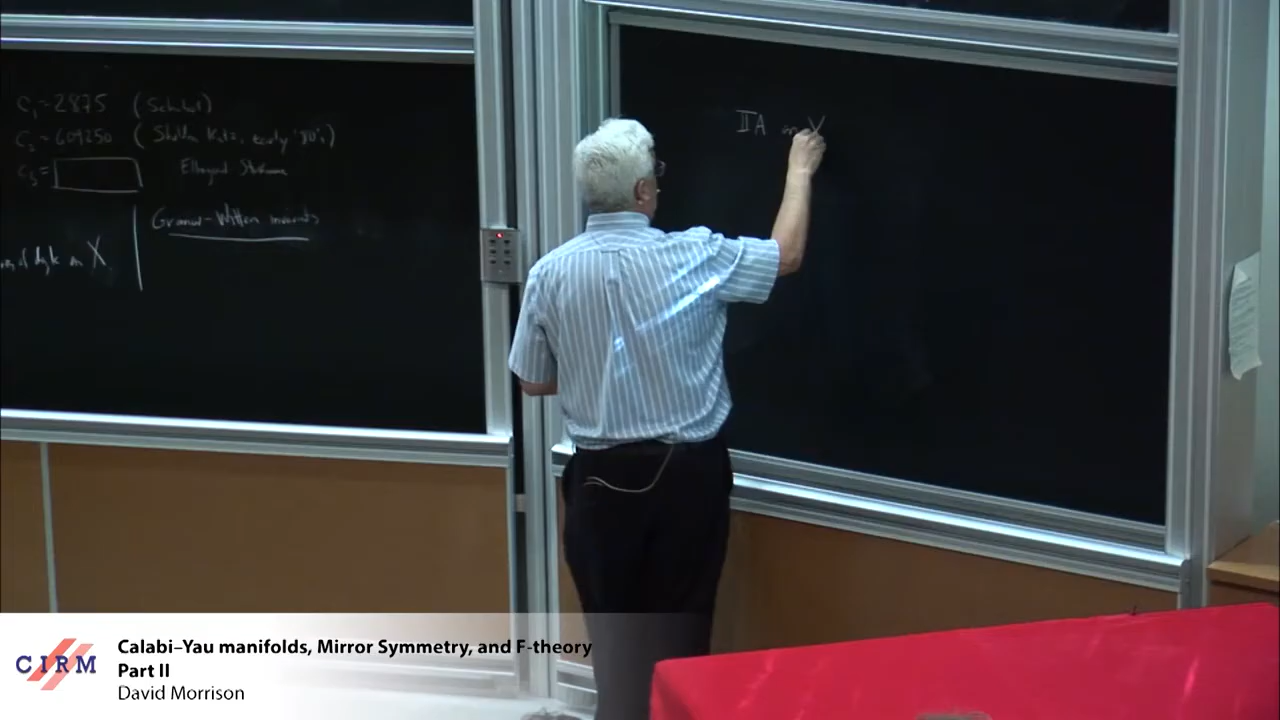 C₁ = 2875 (Schubert)
C₂ = 609250 (Sheldon Katz, early '80's)
C₃ = Ellingsrud Strømme
Gromov-Witten invariants
on X
IIA on Y
CIRM
Calabi–Yau manifolds, Mirror Symmetry, and F-theory
Part II
David Morrison